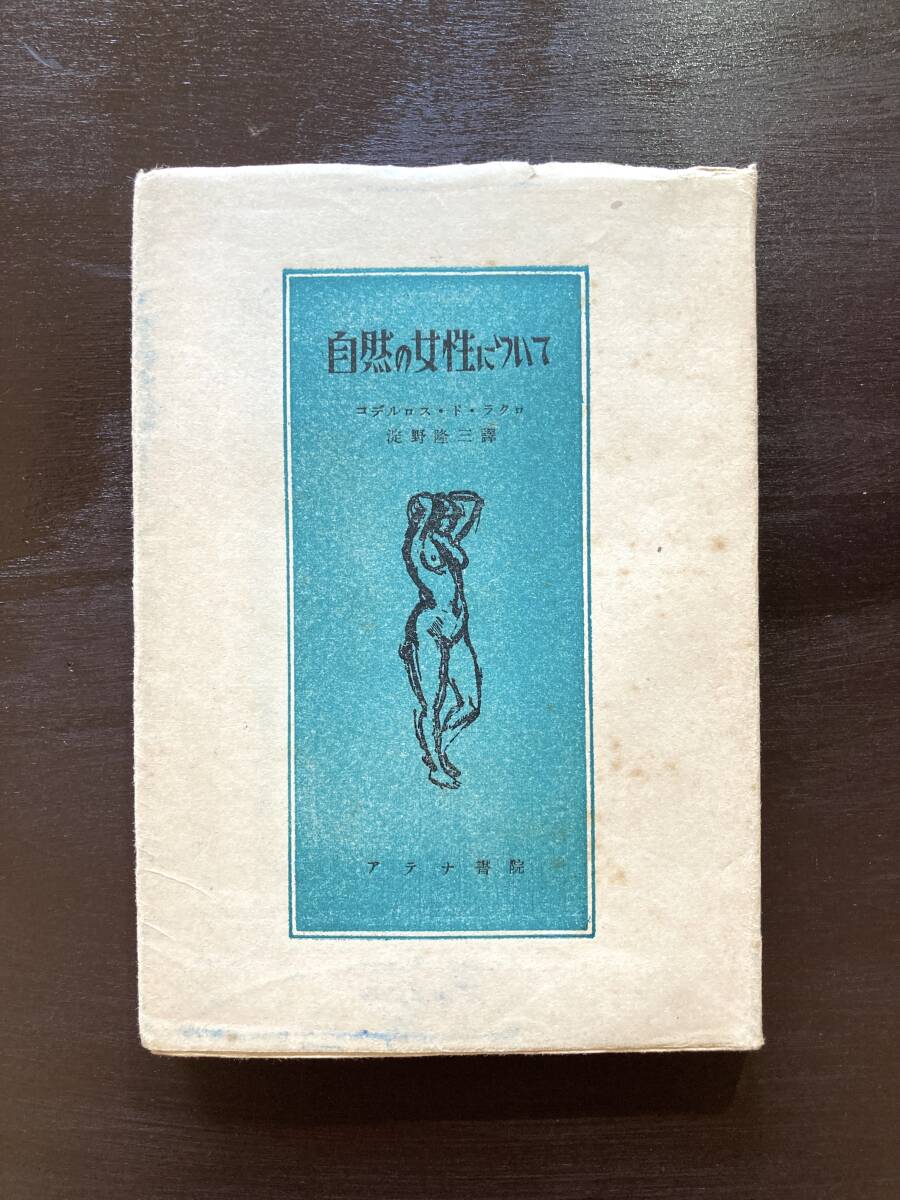 自然の女性について
コデルロス・ド・ラクロ
淀野隆三譯
アテナ書院